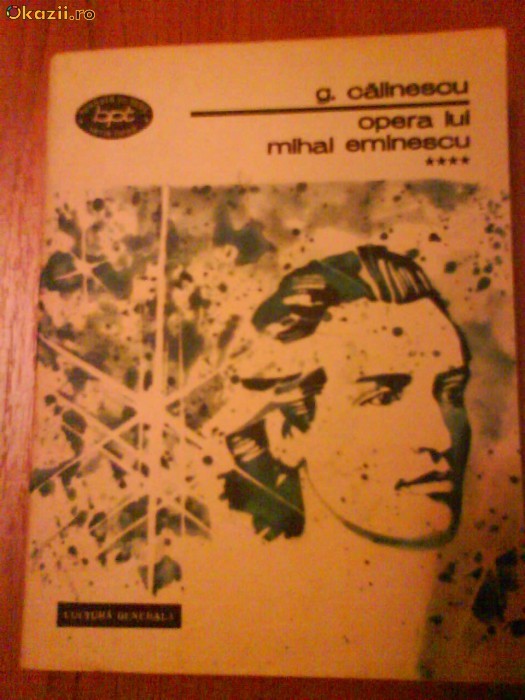 Okazii.ro
g. călinescu
opera lui
mihai eminescu
****
bpt
CULTURĂ GENERALĂ